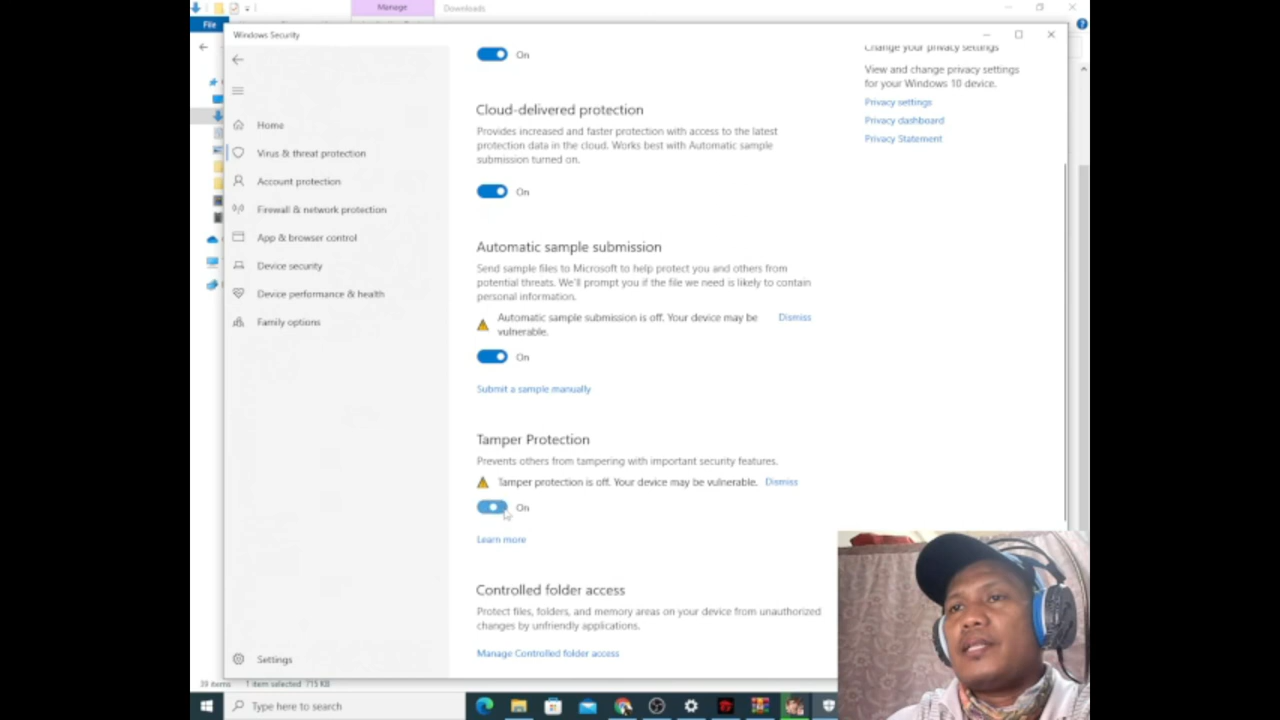 Manage
Downloads
File
Windows Security
Home
Virus & threat protection
Account protection
Firewall & network protection
App & browser control
Device security
Device performance & health
Family options
Settings
On
Cloud-delivered protection
Provides increased and faster protection with access to the latest
protection data in the cloud. Works best with Automatic sample
submission turned on.
On
Automatic sample submission
Send sample files to Microsoft to help protect you and others from
potential threats. We'll prompt you if the file we need is likely to contain
personal information.
Automatic sample submission is off. Your device may be Dismiss
vulnerable.
On
Submit a sample manually
Tamper Protection
Prevents others from tampering with important security features.
Tamper protection is off. Your device may be vulnerable. Dismiss
On
Learn more
Controlled folder access
Protect files, folders, and memory areas on your device from unauthorized
changes by unfriendly applications.
Manage Controlled folder access
Change your privacy settings
View and change privacy settings
for your Windows 10 device.
Privacy settings
Privacy dashboard
Privacy Statement
39 items 1 item selected 715 KB
Type here to search